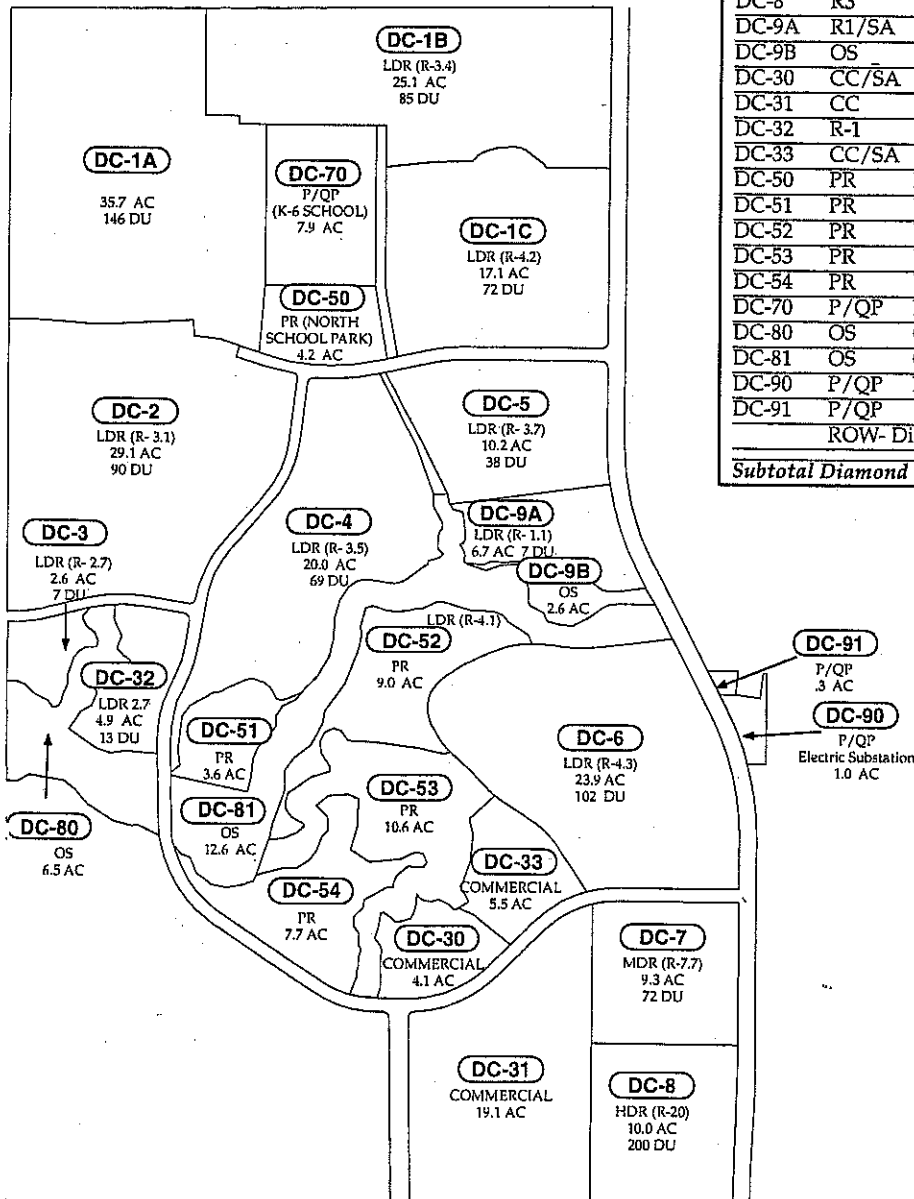 DC-8 R3
DC-9A R1/SA
DC-9B OS
DC-30 CC/SA
DC-31 CC
DC-32 R-1
DC-33 CC/SA
DC-50 PR
DC-51 PR
DC-52 PR
DC-53 PR
DC-54 PR
DC-70 P/QP
DC-80 OS
DC-81 OS
DC-90 P/QP
DC-91 P/QP
ROW- Di
Subtotal Diamond
DC-1B
LDR (R-3.4)
25.1 AC
85 DU
DC-1A
35.7 AC
146 DU
DC-70
P/QP
(K-6 SCHOOL)
7.9 AC
DC-1C
LDR (R-4.2)
17.1 AC
72 DU
DC-50
PR (NORTH
SCHOOL PARK)
4.2 AC
DC-2
LDR (R- 3.1)
29.1 AC
90 DU
DC-5
LDR (R- 3.7)
10.2 AC
38 DU
DC-3
LDR (R- 2.7)
2.6 AC
7 DU
DC-4
LDR (R- 3.5)
20.0 AC
69 DU
DC-9A
LDR (R- 1.1)
6.7 AC 7 DU
DC-9B
OS
2.6 AC
LDR (R-4.1)
DC-52
PR
9.0 AC
DC-91
P/QP
.3 AC
DC-32
LDR 2.7
4.9 AC
13 DU
DC-90
P/QP
Electric Substation
1.0 AC
DC-51
PR
3.6 AC
DC-6
LDR (R-4.3)
23.9 AC
102 DU
DC-53
PR
10.6 AC
DC-81
OS
12.6 AC
DC-80
OS
6.5 AC
DC-33
COMMERCIAL
5.5 AC
DC-54
PR
7.7 AC
DC-30
COMMERCIAL
4.1 AC
DC-7
MDR (R-7.7)
9.3 AC
72 DU
DC-31
COMMERCIAL
19.1 AC
DC-8
HDR (R-20)
10.0 AC
200 DU